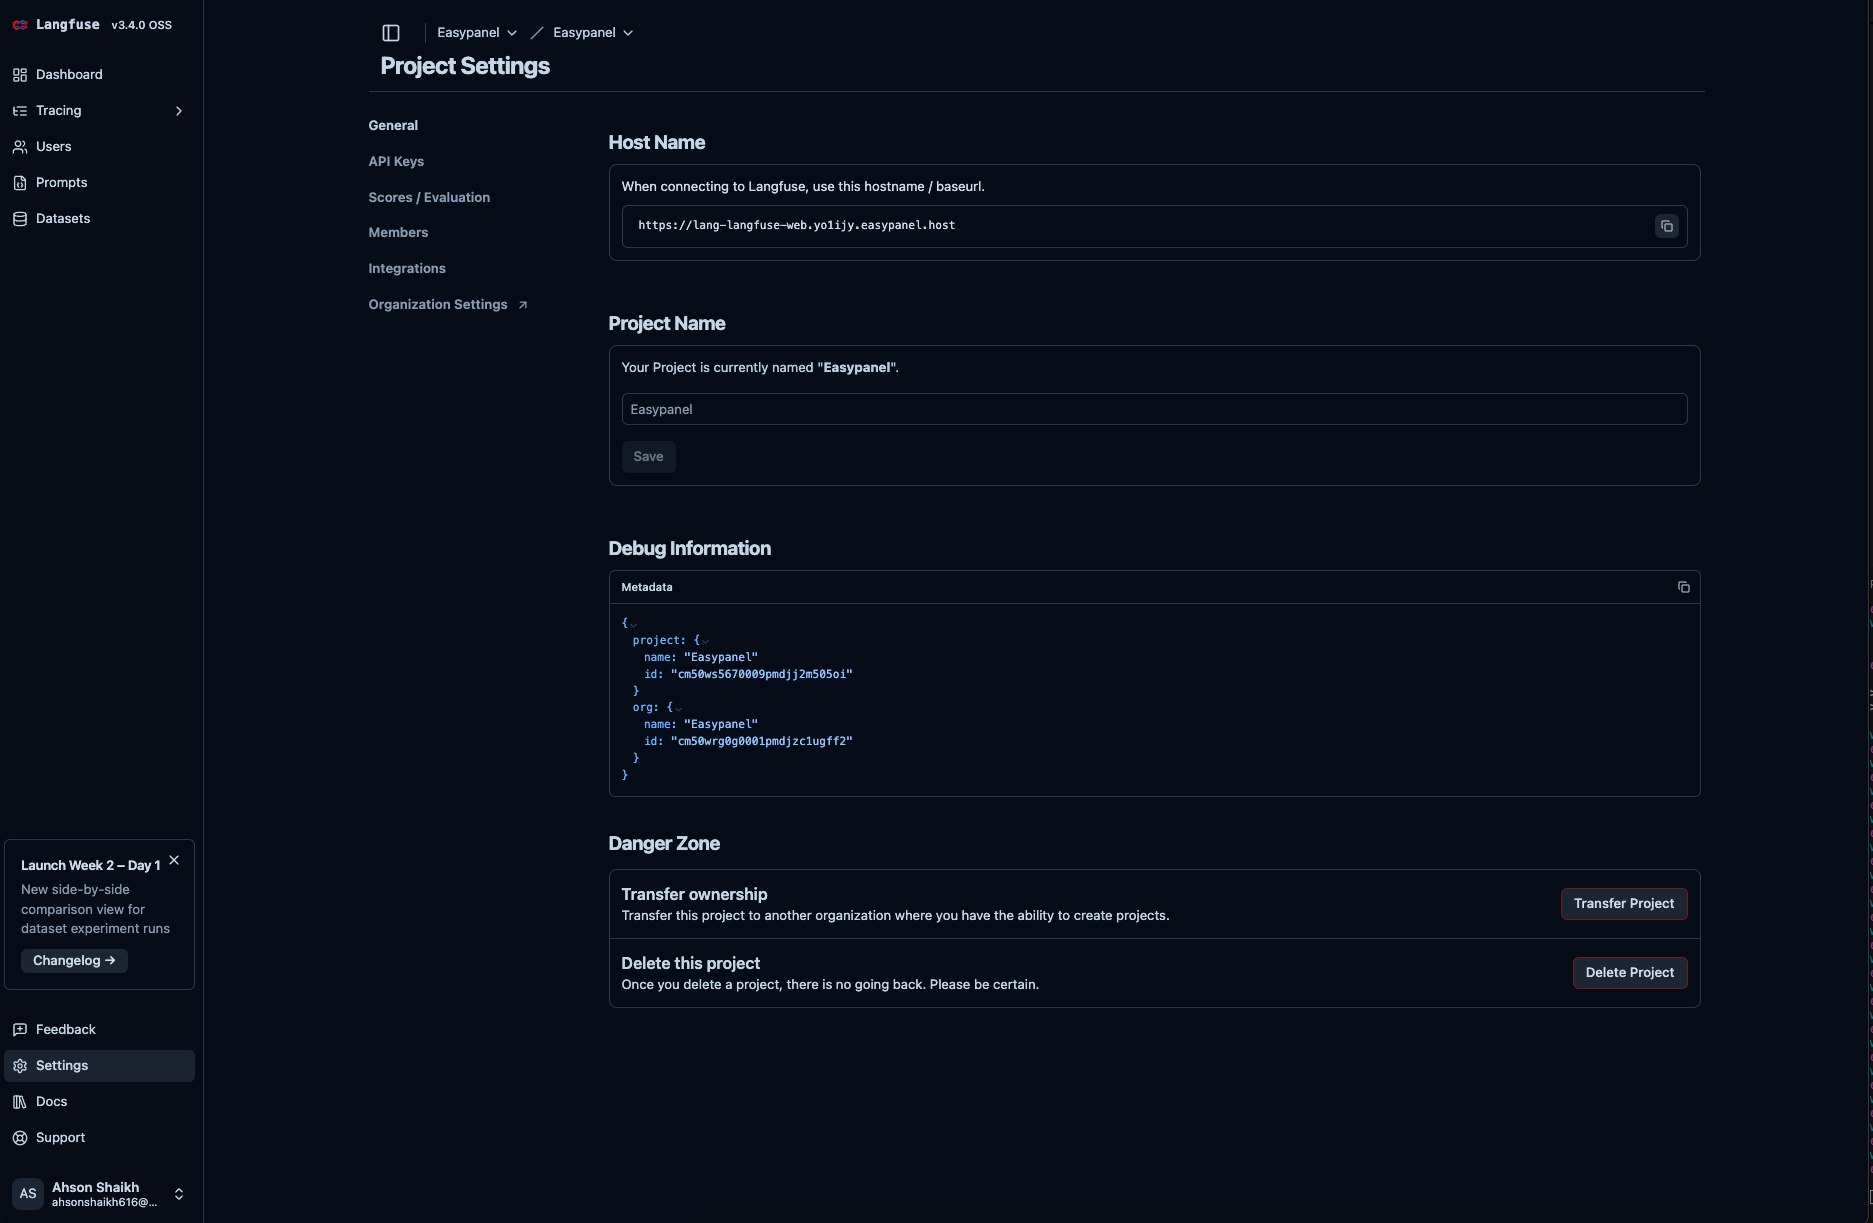 Langfuse v3.4.0 OSS
Dashboard
Tracing
Users
Prompts
Datasets
Launch Week 2 – Day 1
New side-by-side
comparison view for
dataset experiment runs
Changelog →
Feedback
Settings
Docs
Support
AS
Ahson Shaikh
ahsonshaikh616@...
Easypanel / Easypanel
Project Settings
General
API Keys
Scores / Evaluation
Members
Integrations
Organization Settings
Host Name
When connecting to Langfuse, use this hostname / baseurl.
https://lang-langfuse-web.yo1ijy.easypanel.host
Project Name
Your Project is currently named "Easypanel".
Easypanel
Save
Debug Information
Metadata
{
project: {
name: "Easypanel"
id: "cm50ws5670009pmdjj2m505oi"
}
org: {
name: "Easypanel"
id: "cm50wrg0g0001pmdjzc1ugff2"
}
}
Danger Zone
Transfer ownership
Transfer this project to another organization where you have the ability to create projects.
Transfer Project
Delete this project
Once you delete a project, there is no going back. Please be certain.
Delete Project